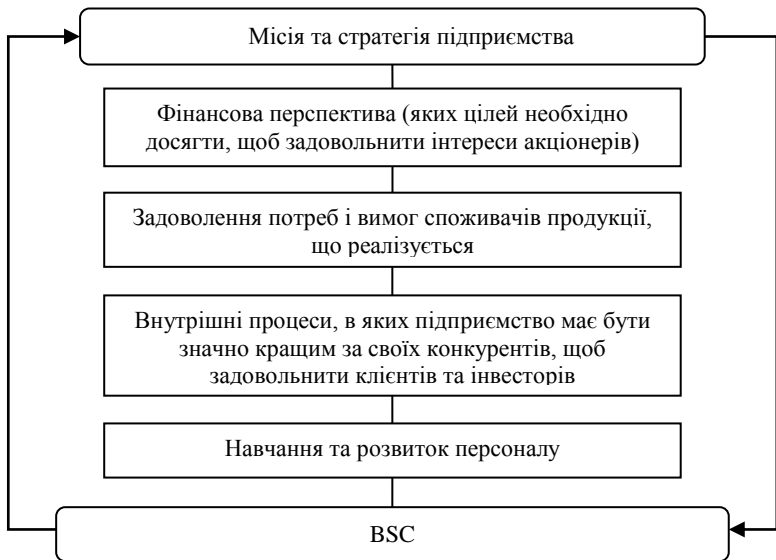 Місія та стратегія підприємства
Фінансова перспектива (яких цілей необхідно
досягти, щоб задовольнити інтереси акціонерів)
Задоволення потреб і вимог споживачів продукції,
що реалізується
Внутрішні процеси, в яких підприємство має бути
значно кращим за своїх конкурентів, щоб
задовольнити клієнтів та інвесторів
Навчання та розвиток персоналу
BSC